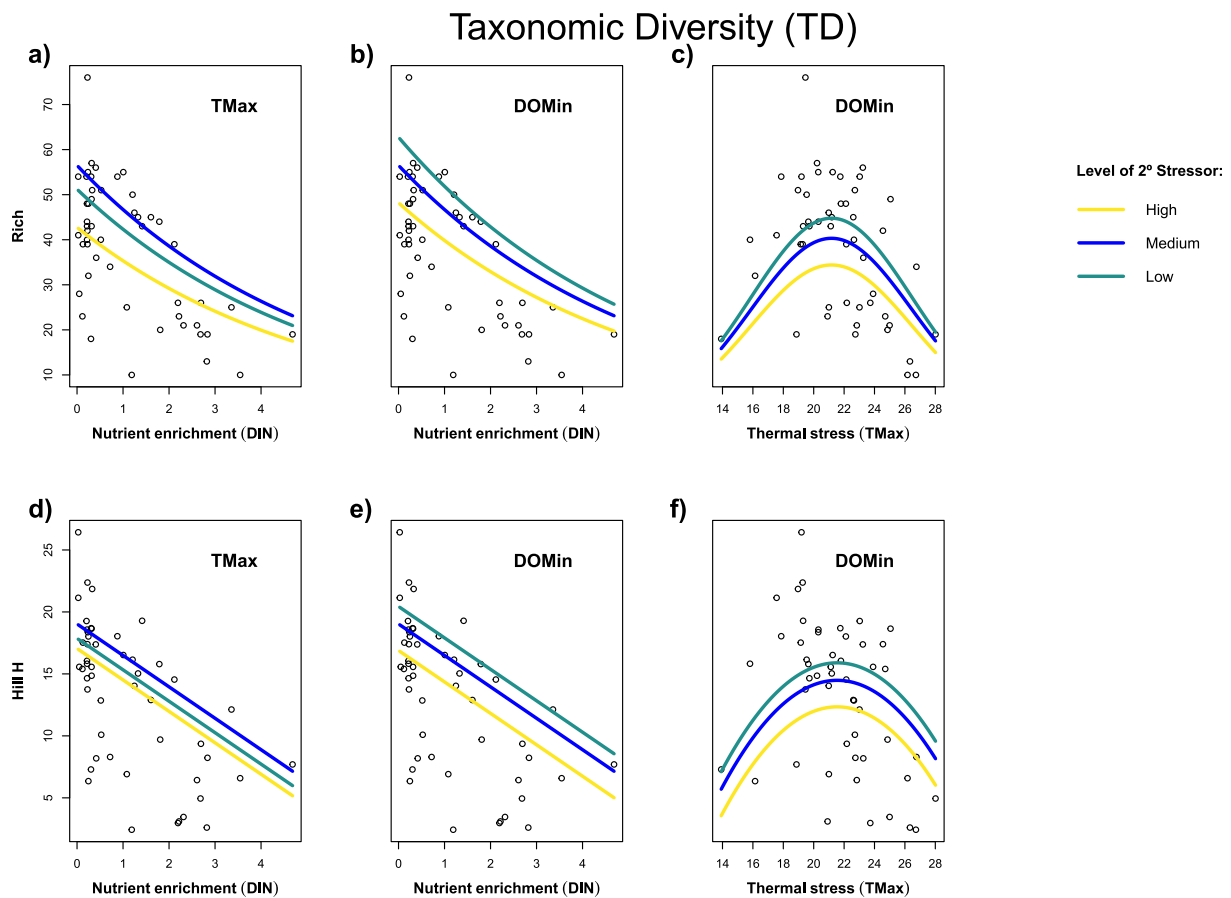 Taxonomic Diversity (TD)
a)
b)
c)
TMax
DOMin
DOMin
Rich
70
60
50
40
30
20
10
0 1 2 3 4
0 1 2 3 4
14 16 18 20 22 24 26 28
Nutrient enrichment (DIN)
Nutrient enrichment (DIN)
Thermal stress (TMax)
Level of 2º Stressor:
High
Medium
Low
d)
e)
f)
TMax
DOMin
DOMin
Hill H
25
20
15
10
5
0 1 2 3 4
0 1 2 3 4
14 16 18 20 22 24 26 28
Nutrient enrichment (DIN)
Nutrient enrichment (DIN)
Thermal stress (TMax)